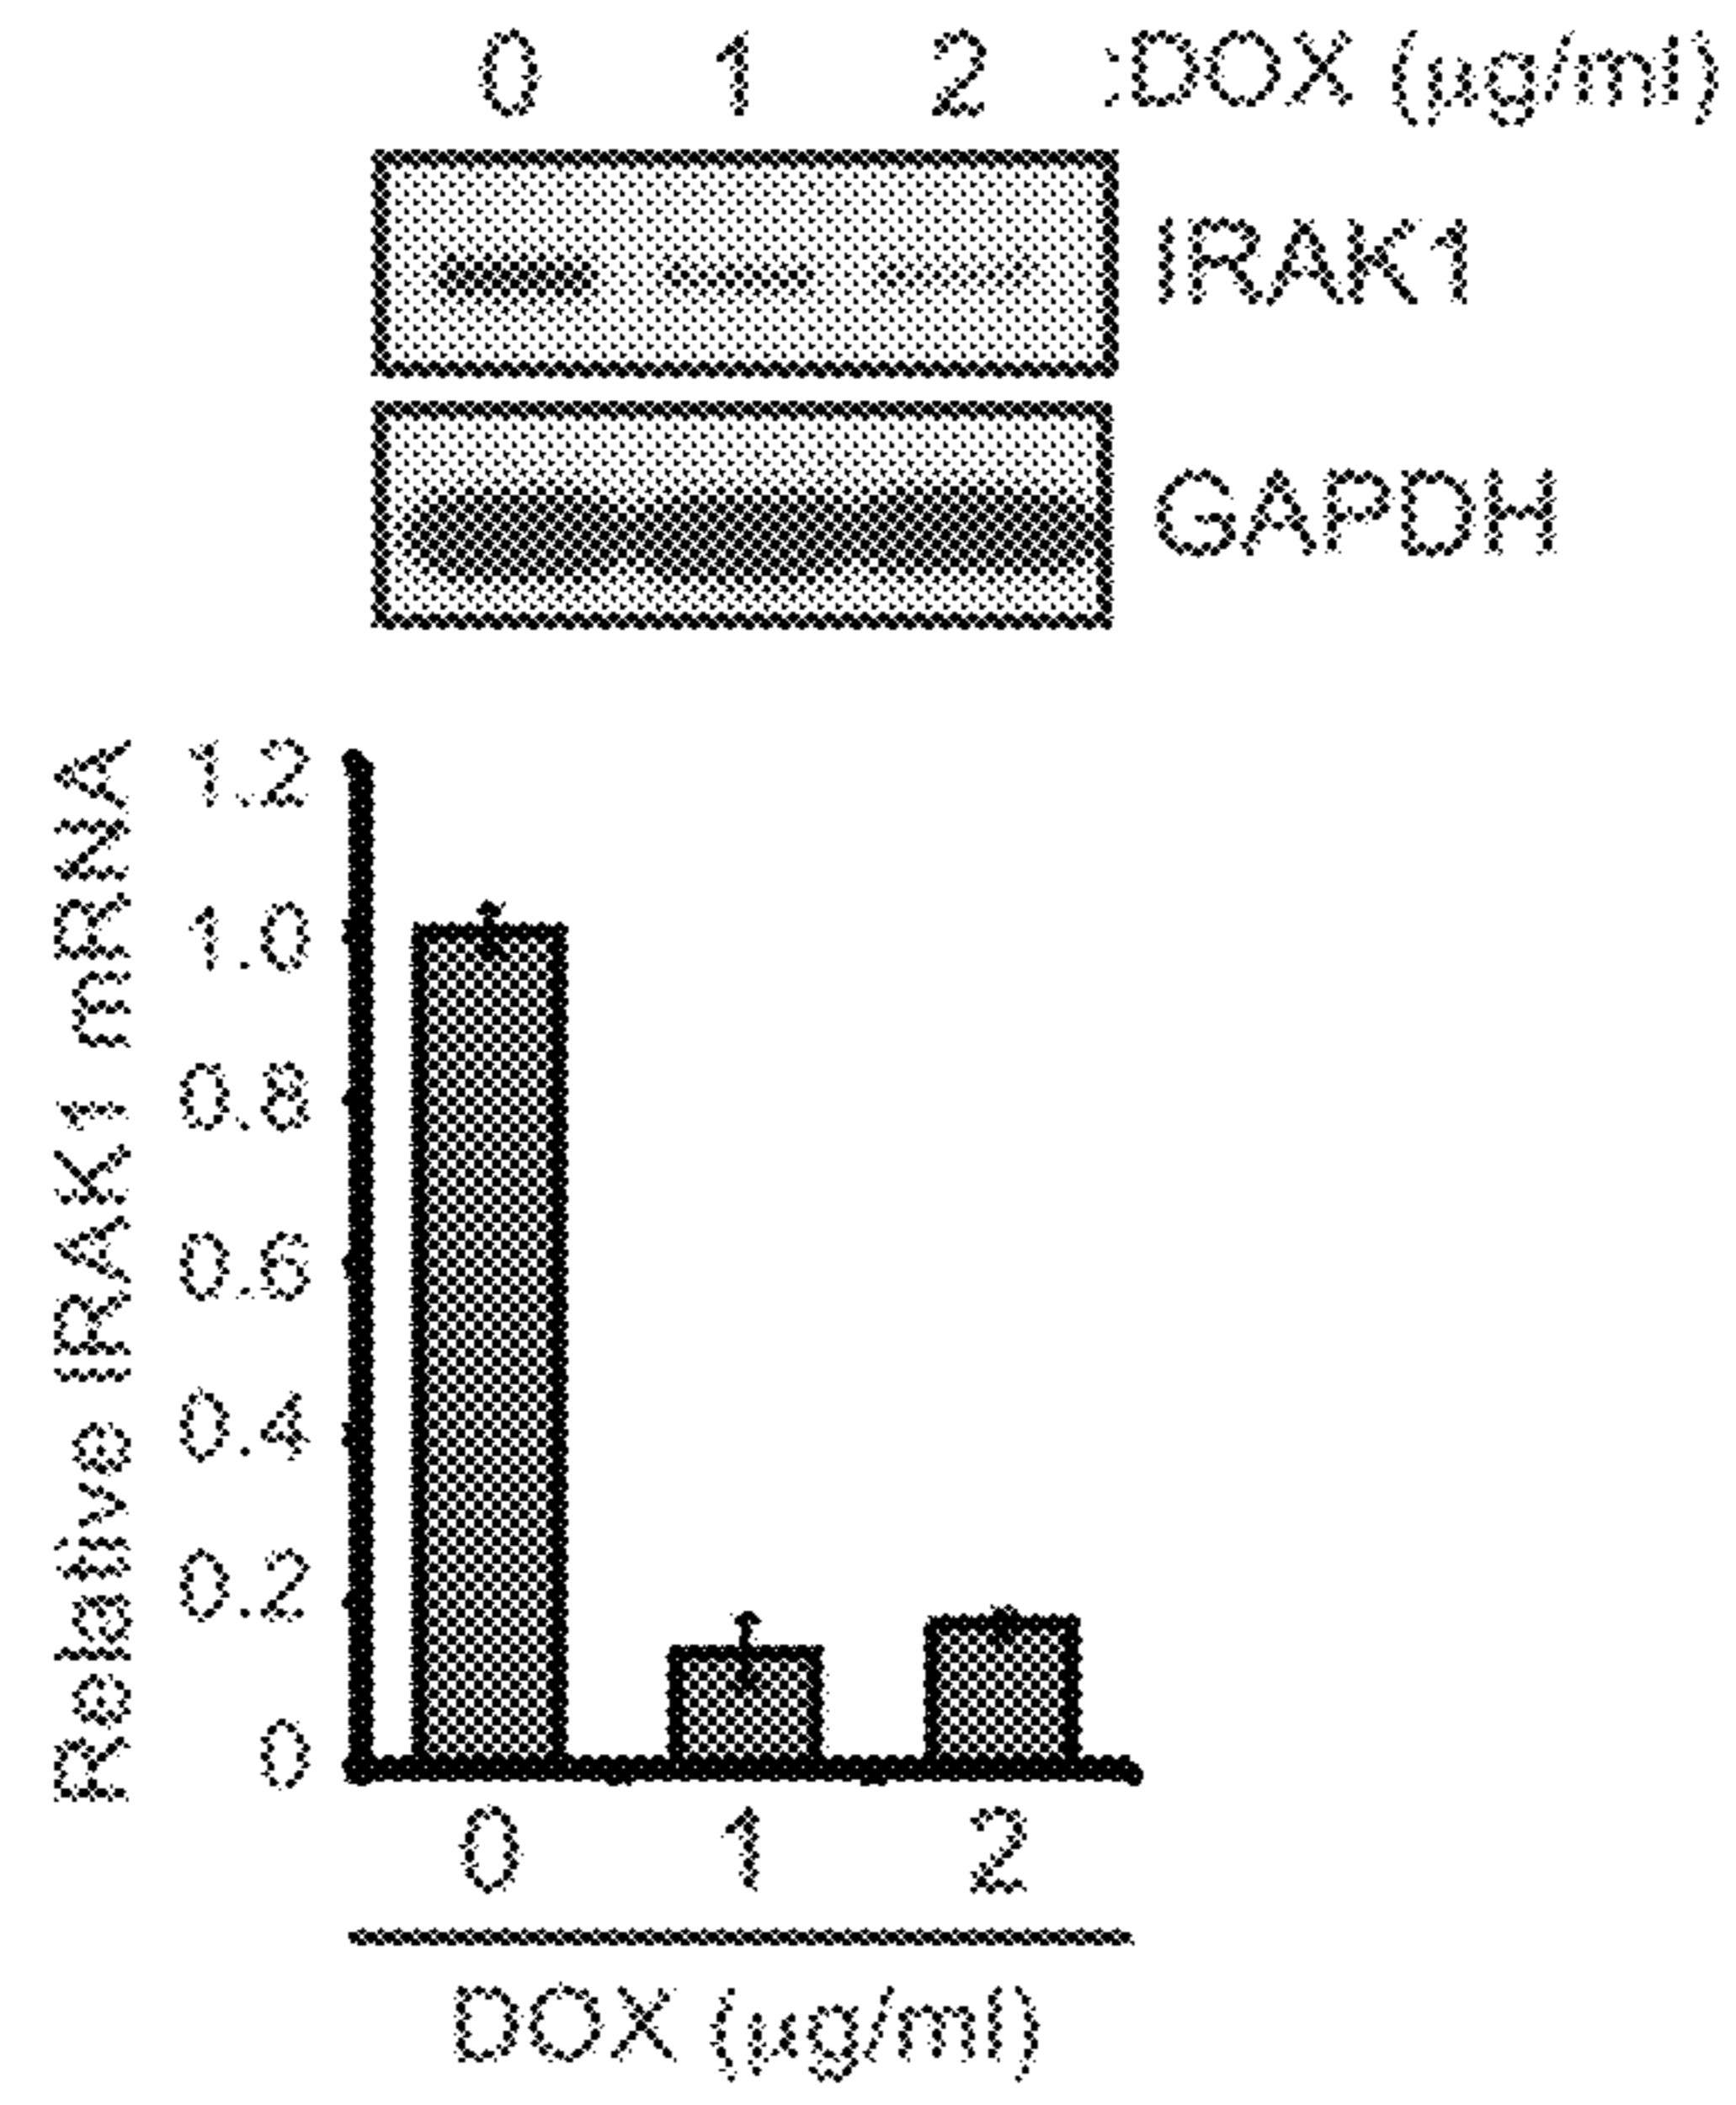 0 1 2 :DOX (µg/ml)
IRAK1
GAPDH
Relative IRAK1 mRNA
1.2
1.0
0.8
0.6
0.4
0.2
0
0 1 2
DOX (µg/ml)